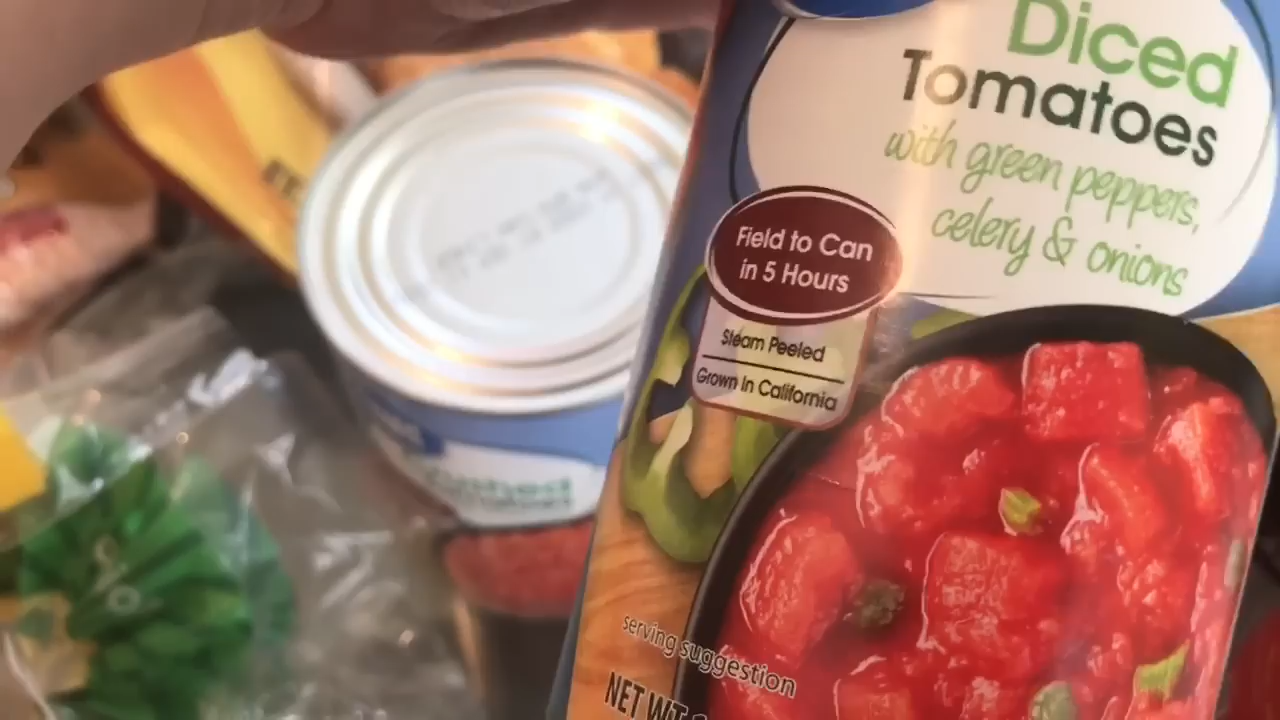 Diced
Tomatoes
with green peppers,
celery & onions
Field to Can
in 5 Hours
Steam Peeled
Grown In California
serving suggestion
NET WT